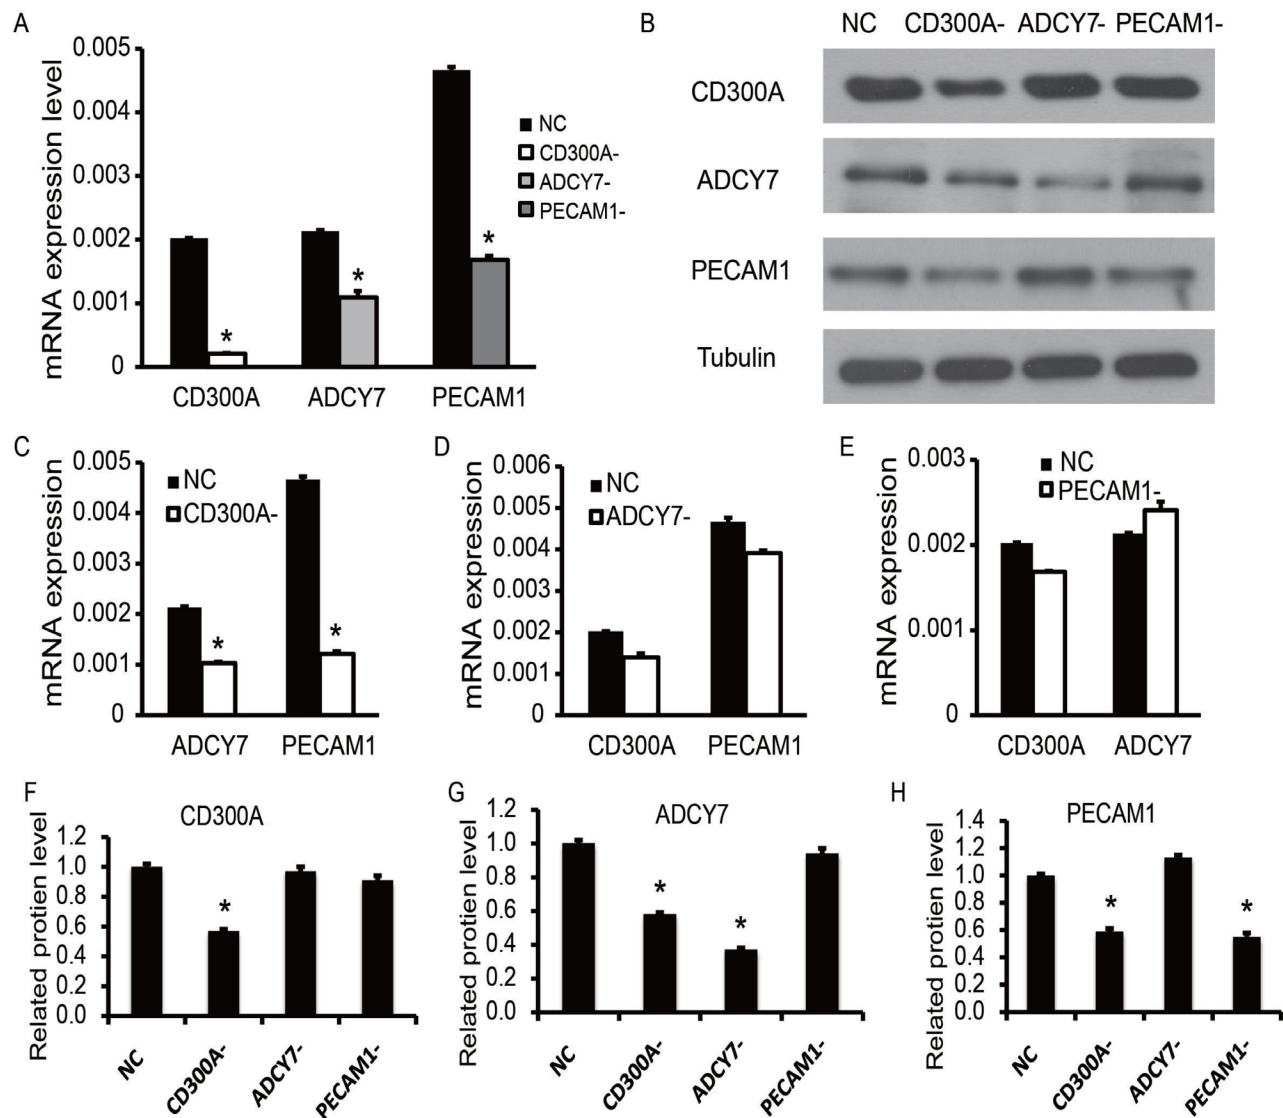 A
mRNA expression level
0.005
0.004
0.003
0.002
0.001
0
NC
CD300A-
ADCY7-
PECAM1-
*
*
*
CD300A
ADCY7
PECAM1
B
NC CD300A- ADCY7- PECAM1-
CD300A
ADCY7
PECAM1
Tubulin
C
mRNA expression
0.005
0.004
0.003
0.002
0.001
0
NC
CD300A-
*
*
ADCY7
PECAM1
D
mRNA expression
0.006
0.005
0.004
0.003
0.002
0.001
0
NC
ADCY7-
CD300A
PECAM1
E
mRNA expression
0.003
0.002
0.001
0
NC
PECAM1-
CD300A
ADCY7
F
CD300A
Related protien level
1.2
1.0
0.8
0.6
0.4
0.2
0.0
*
NC
CD300A-
ADCY7-
PECAM1-
G
ADCY7
Related protien level
1.2
1.0
0.8
0.6
0.4
0.2
0.0
*
*
NC
CD300A-
ADCY7-
PECAM1-
H
PECAM1
Related protien level
1.4
1.2
1.0
0.8
0.6
0.4
0.2
0.0
*
*
NC
CD300A-
ADCY7-
PECAM1-